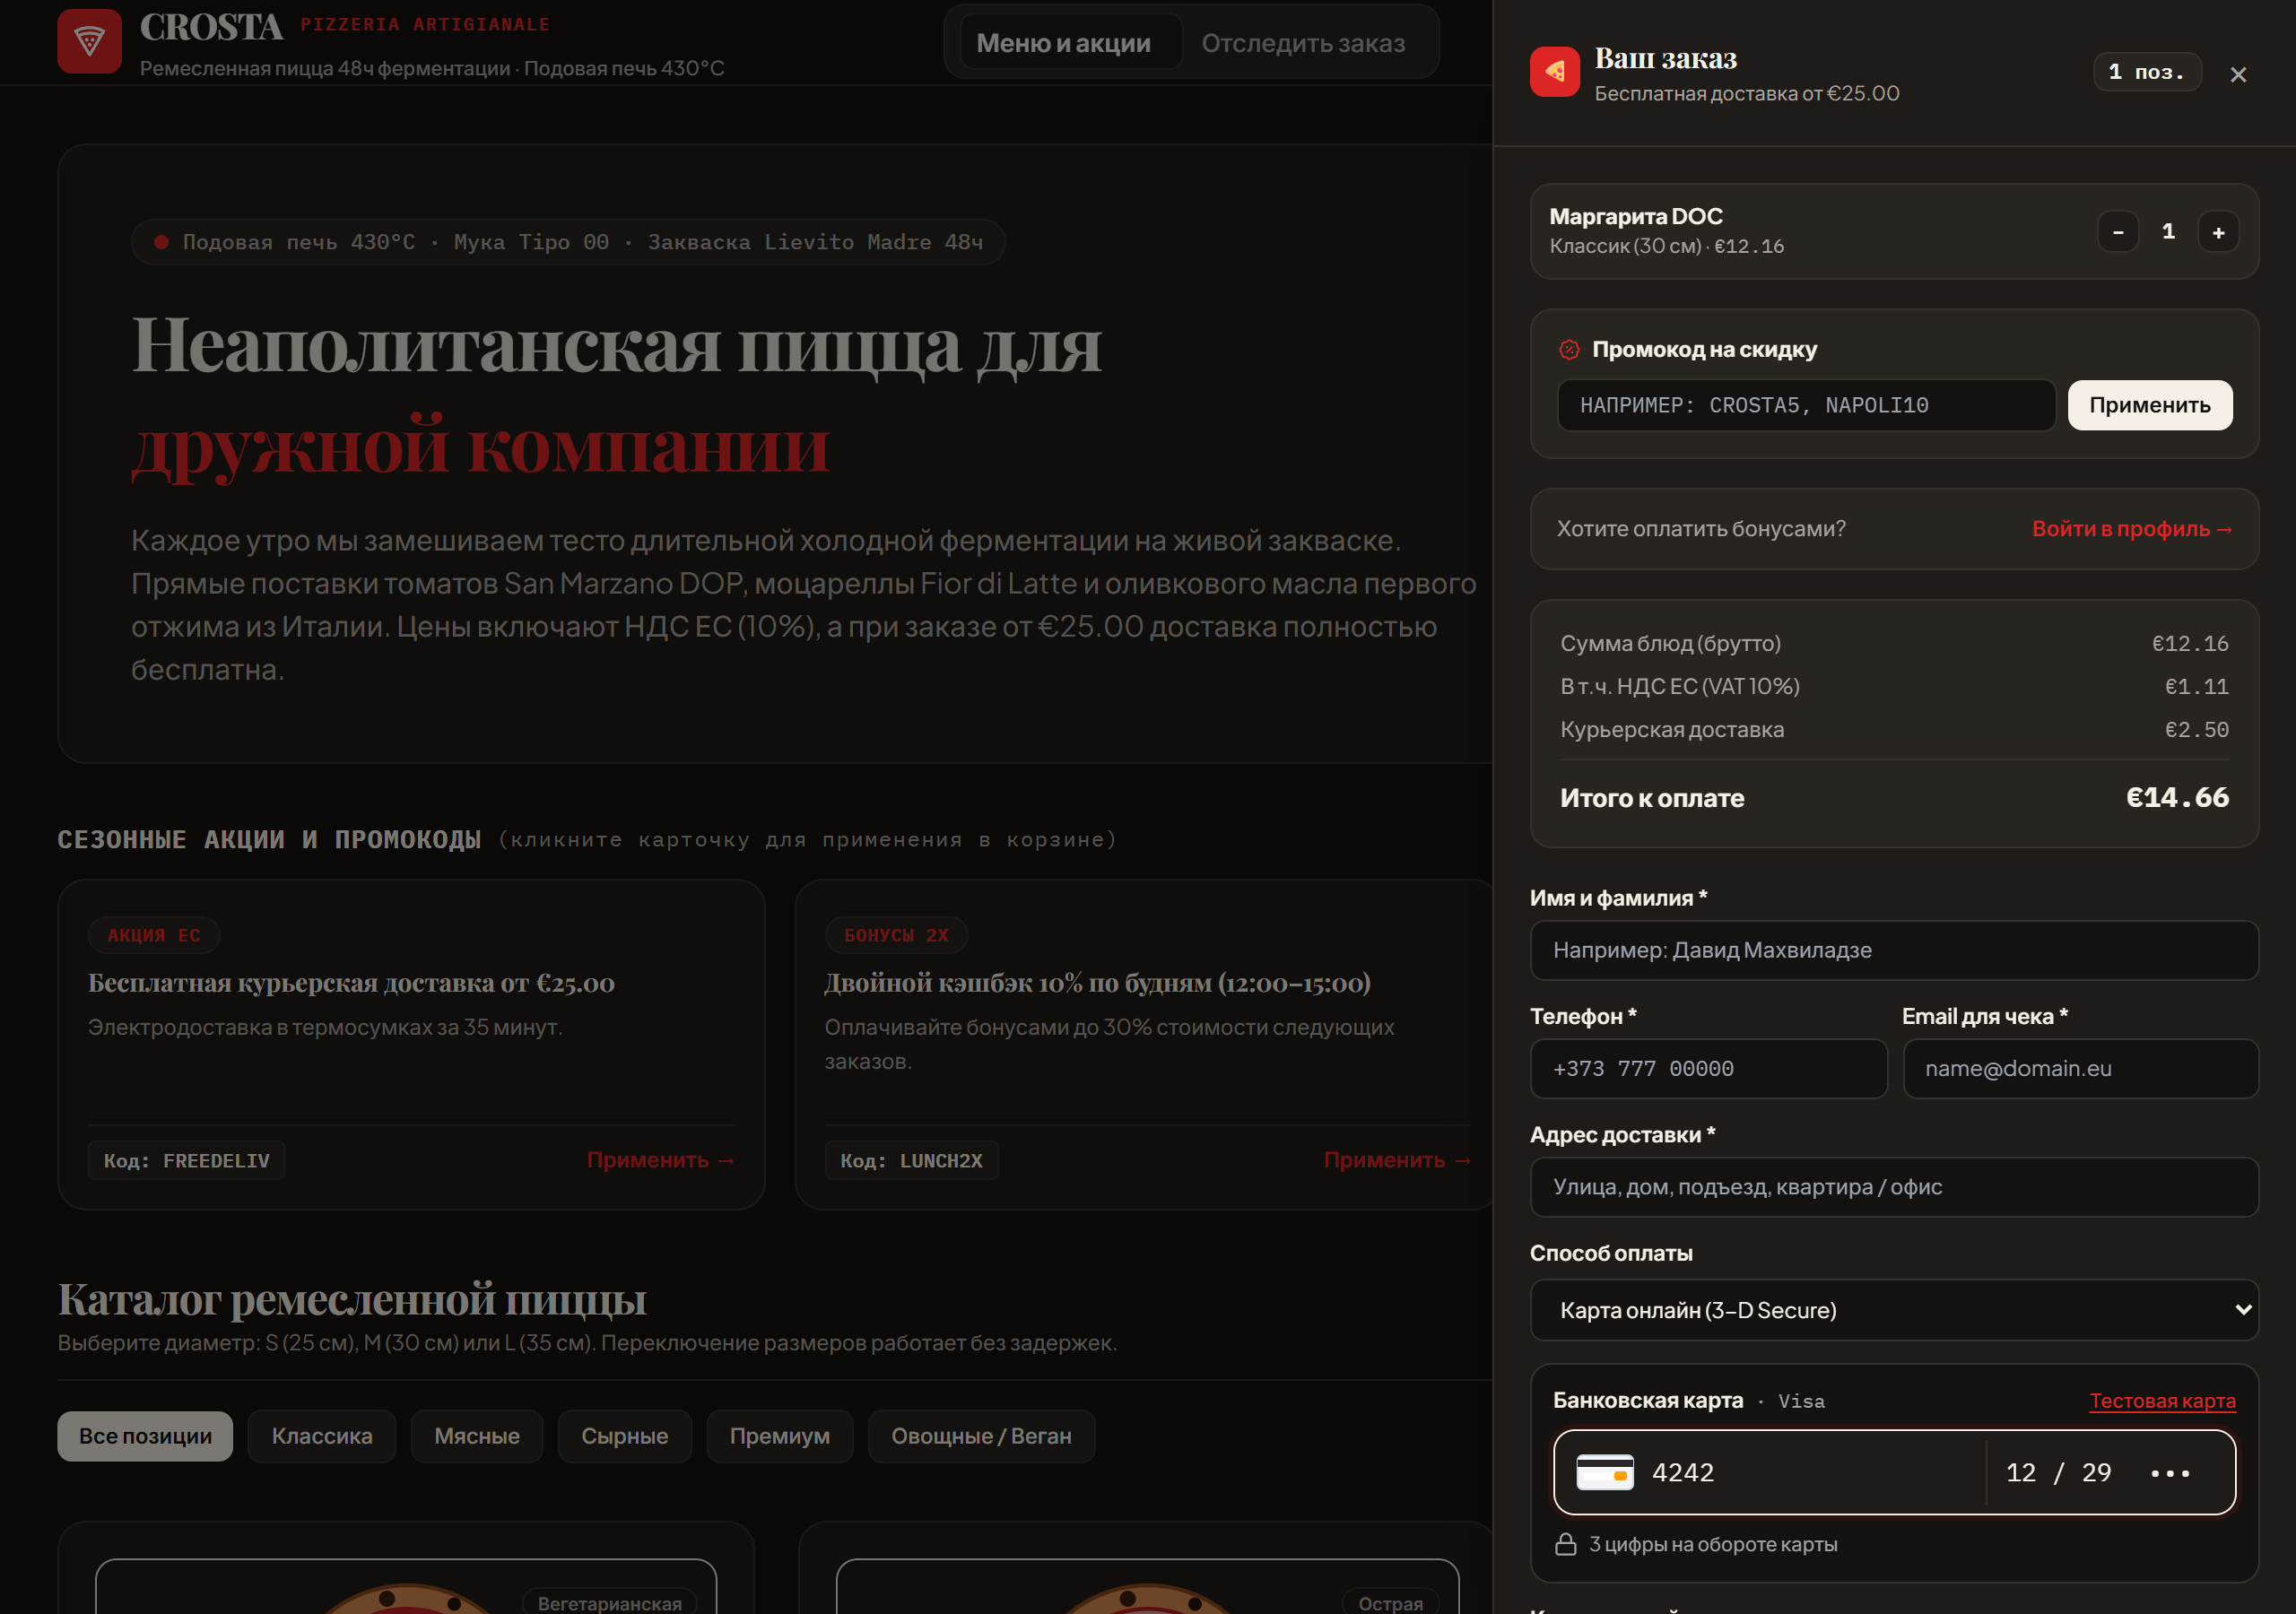 CROSTA PIZZERIA ARTIGIANALE
Ремесленная пицца 48ч ферментации · Подовая печь 430°C
Меню и акции
Отследить заказ
Подовая печь 430°C · Мука Tipo 00 · Закваска Lievito Madre 48ч
Неаполитанская пицца для
дружной компании
Каждое утро мы замешиваем тесто длительной холодной ферментации на живой закваске.
Прямые поставки томатов San Marzano DOP, моцареллы Fior di Latte и оливкового масла первого
отжима из Италии. Цены включают НДС ЕС (10%), а при заказе от €25.00 доставка полностью
бесплатна.
СЕЗОННЫЕ АКЦИИ И ПРОМОКОДЫ (кликните карточку для применения в корзине)
АКЦИЯ ЕС
Бесплатная курьерская доставка от €25.00
Электродоставка в термосумках за 35 минут.
Код: FREEDELIV
Применить →
БОНУСЫ 2X
Двойной кэшбэк 10% по будням (12:00–15:00)
Оплачивайте бонусами до 30% стоимости следующих
заказов.
Код: LUNCH2X
Применить →
Каталог ремесленной пиццы
Выберите диаметр: S (25 см), M (30 см) или L (35 см). Переключение размеров работает без задержек.
Все позиции
Классика
Мясные
Сырные
Премиум
Овощные / Веган
Вегетарианская
Острая
Ваш заказ
Бесплатная доставка от €25.00
1 поз.
×
Маргарита DOC
Классик (30 см) · €12.16
− 1 +
Промокод на скидку
НАПРИМЕР: CROSTA5, NAPOLI10
Применить
Хотите оплатить бонусами?
Войти в профиль →
Сумма блюд (брутто) €12.16
В т.ч. НДС ЕС (VAT 10%) €1.11
Курьерская доставка €2.50
Итого к оплате €14.66
Имя и фамилия *
Например: Давид Махвиладзе
Телефон *
+373 777 00000
Email для чека *
name@domain.eu
Адрес доставки *
Улица, дом, подъезд, квартира / офис
Способ оплаты
Карта онлайн (3-D Secure)
Банковская карта · Visa
Тестовая карта
4242 12 / 29 •••
3 цифры на обороте карты